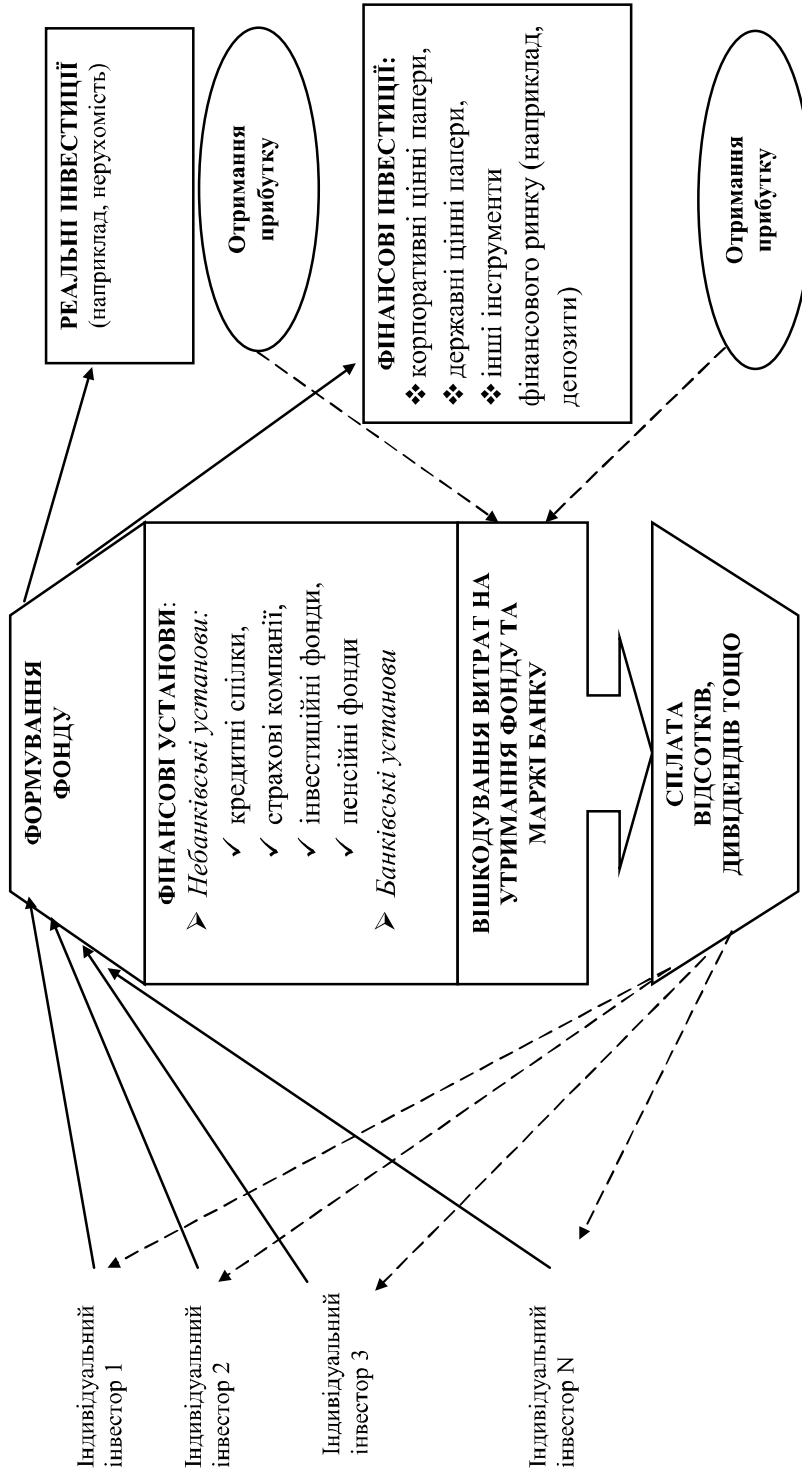 Індивідуальний
інвестор 1
Індивідуальний
інвестор 2
Індивідуальний
інвестор 3
Індивідуальний
інвестор N
ФОРМУВАННЯ
ФОНДУ
ФІНАНСОВІ УСТАНОВИ:
➢ Небанківські установи:
✓ кредитні спілки,
✓ страхові компанії,
✓ інвестиційні фонди,
✓ пенсійні фонди
➢ Банківські установи
ВІШКОДУВАННЯ ВИТРАТ НА
УТРИМАННЯ ФОНДУ ТА
МАРЖІ БАНКУ
СПЛАТА
ВІДСОТКІВ,
ДИВІДЕНДІВ ТОЩО
РЕАЛЬНІ ІНВЕСТИЦІЇ
(наприклад, нерухомість)
Отримання
прибутку
ФІНАНСОВІ ІНВЕСТИЦІЇ:
❖ корпоративні цінні папери,
❖ державні цінні папери,
❖ інші інструменти
фінансового ринку (наприклад,
депозити)
Отримання
прибутку